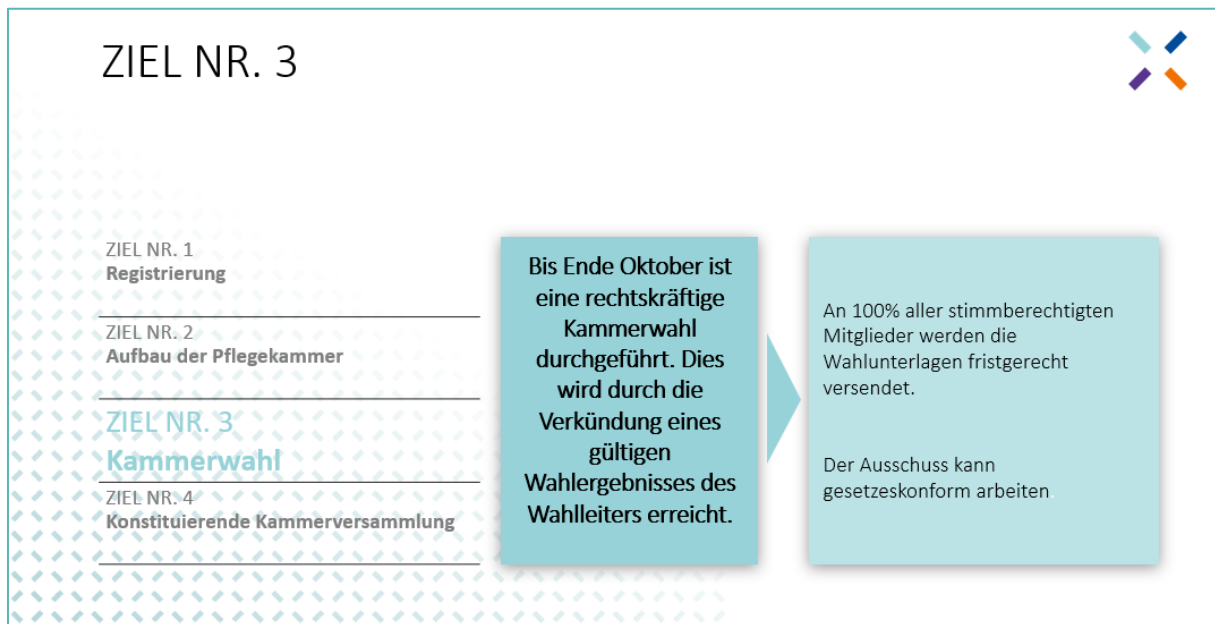 ZIEL NR. 3
ZIEL NR. 1
Registrierung
ZIEL NR. 2
Aufbau der Pflegekammer
ZIEL NR. 3
Kammerwahl
ZIEL NR. 4
Konstituierende Kammerversammlung
Bis Ende Oktober ist
eine rechtskräftige
Kammerwahl
durchgeführt. Dies
wird durch die
Verkündung eines
gültigen
Wahlergebnisses des
Wahlleiters erreicht.
An 100% aller stimmberechtigten
Mitglieder werden die
Wahlunterlagen fristgerecht
versendet.
Der Ausschuss kann
gesetzeskonform arbeiten.